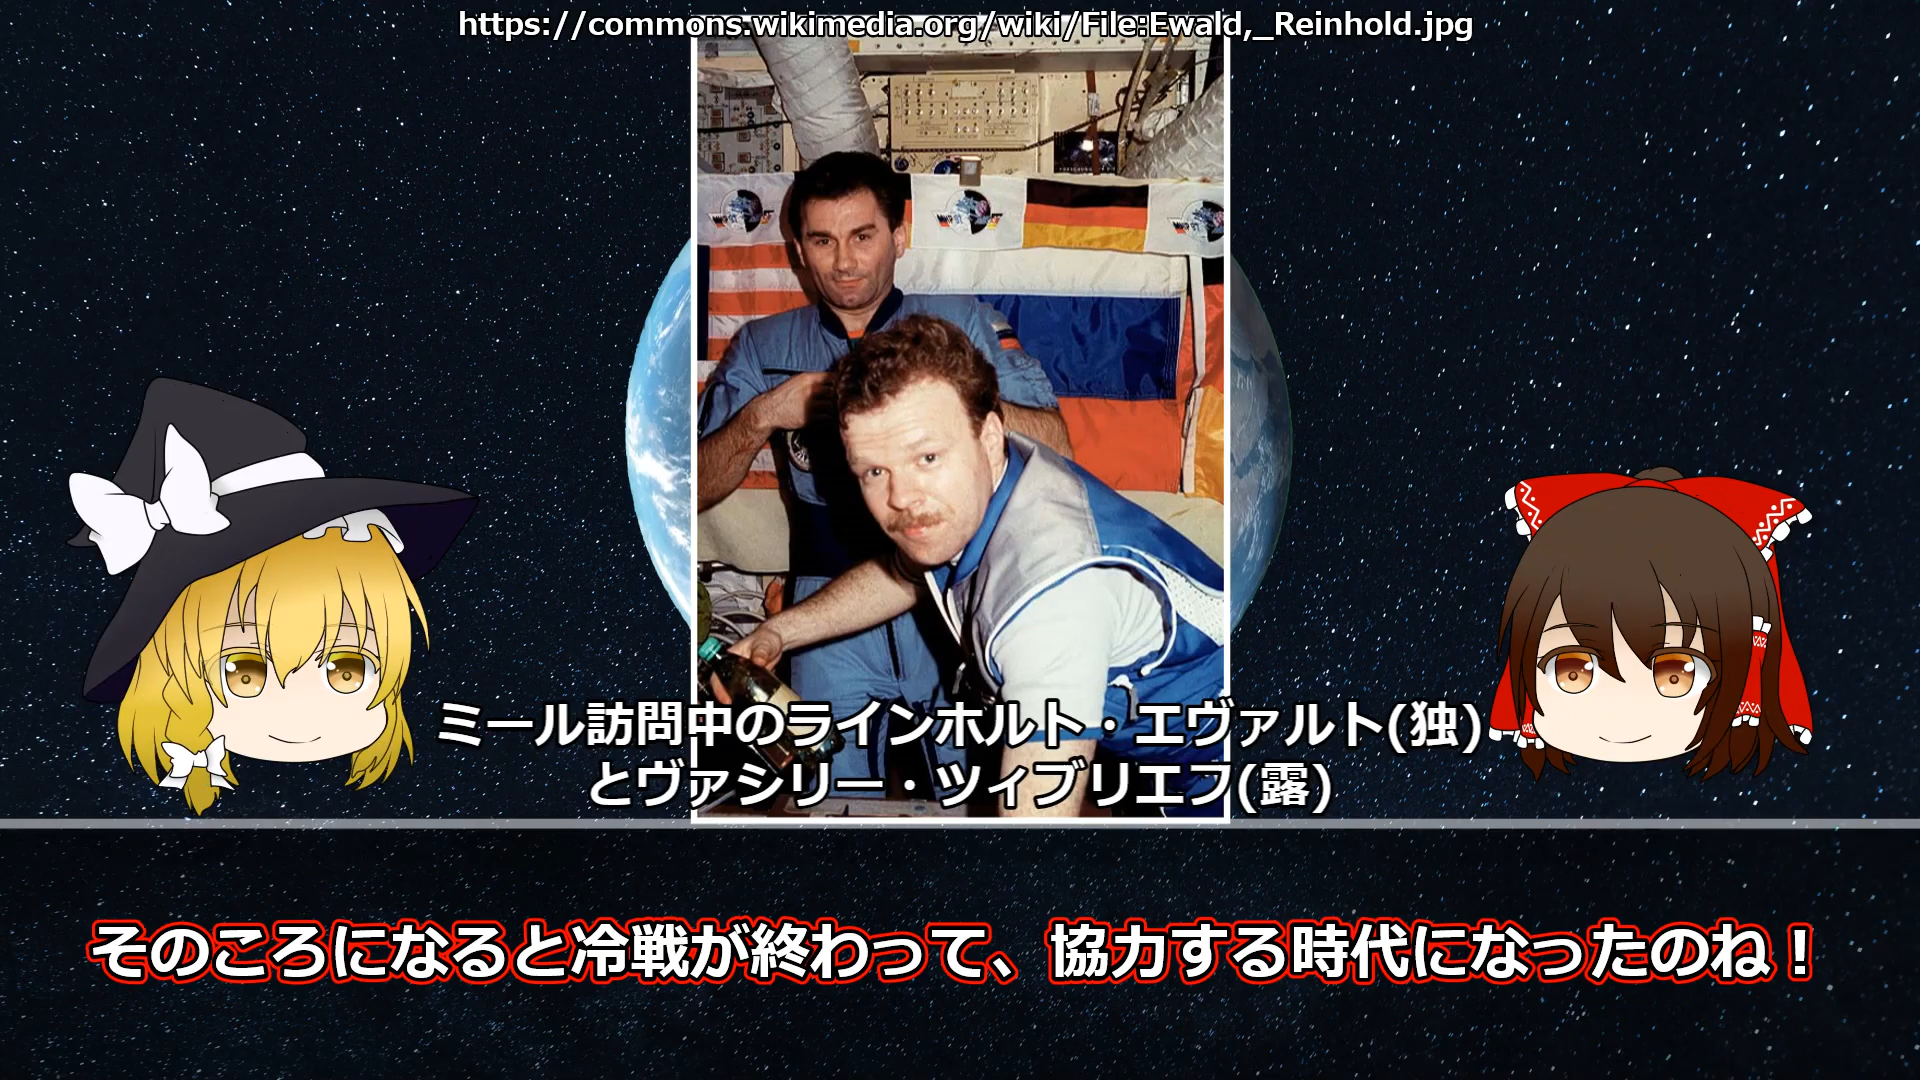 https://commons.wikimedia.org/wiki/File:Ewald,_Reinhold.jpg
ミール訪問中のラインホルト・エヴァルト(独)
とヴァシリー・ツィブリエフ(露)
そのころになると冷戦が終わって、協力する時代になったのね！